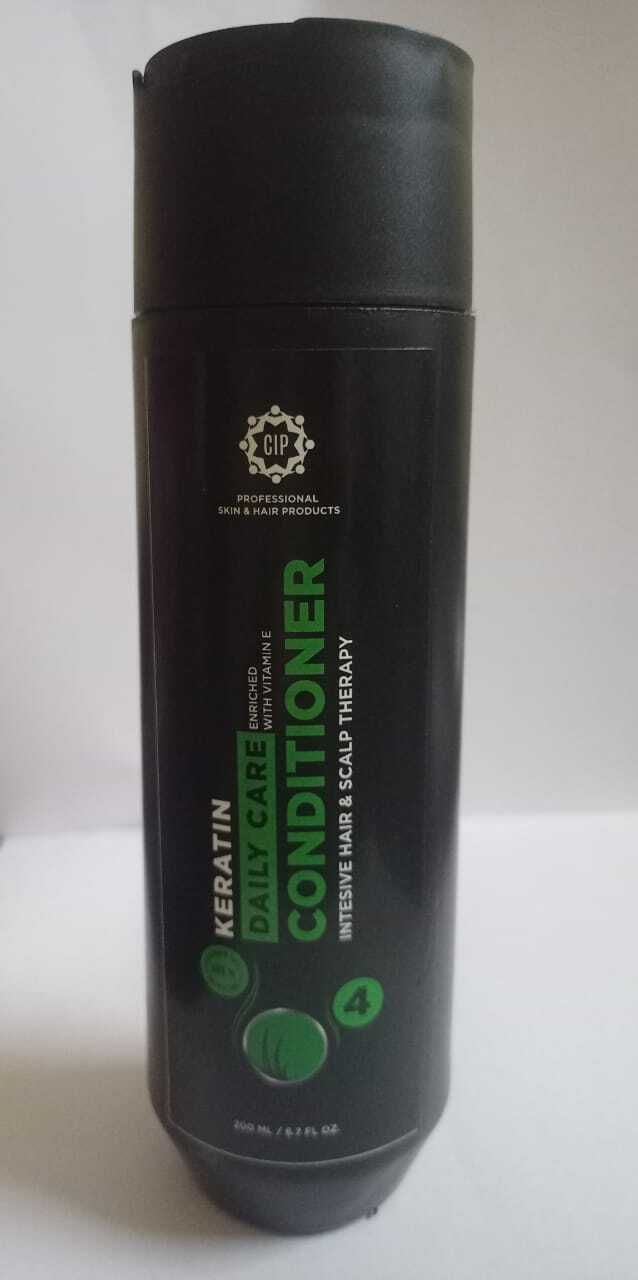 CIP
PROFESSIONAL
SKIN & HAIR PRODUCTS
KERATIN
DAILY CARE
ENRICHED
WITH VITAMIN E
CONDITIONER
INTESIVE HAIR & SCALP THERAPY
4
200 ML / 6.7 FL OZ.